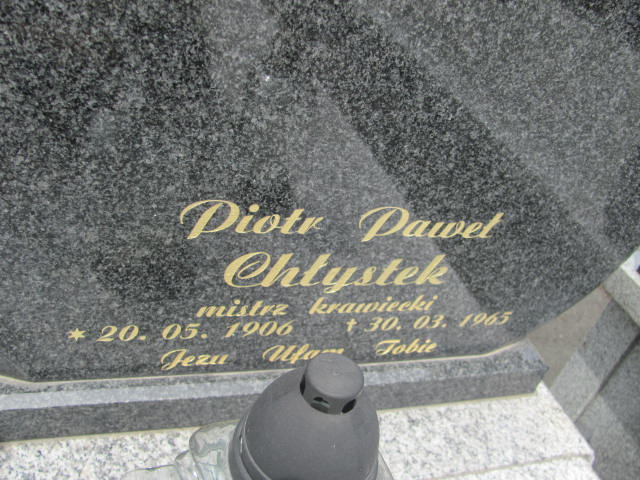 Piotr Paweł
Chłystek
mistrz krawiecki
* 20. 05. 1906 † 30. 03. 1965
Jezu Ufam Tobie